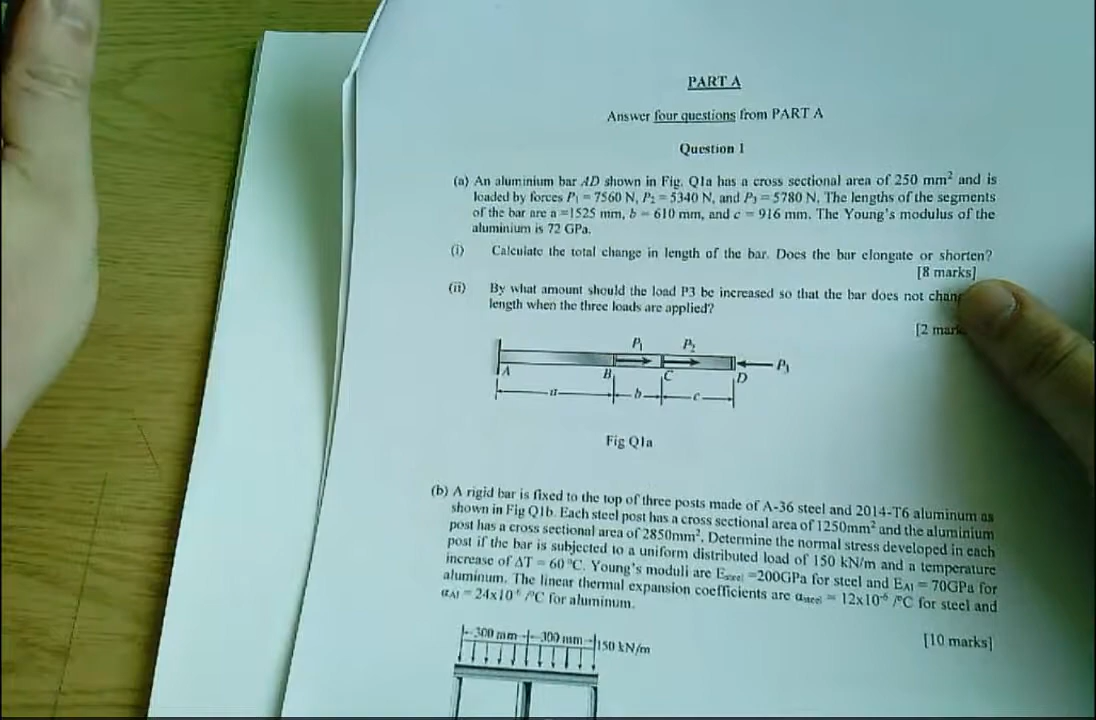 PART A
Answer four questions from PART A
Question 1
(a) An aluminium bar AD shown in Fig. Q1a has a cross sectional area of 250 mm² and is
loaded by forces P₁ = 7560 N, P₂ = 5340 N, and P₃ = 5780 N. The lengths of the segments
of the bar are a =1525 mm, b = 610 mm, and c = 916 mm. The Young's modulus of the
aluminium is 72 GPa.
(i) Calculate the total change in length of the bar. Does the bar elongate or shorten?
[8 marks]
(ii) By what amount should the load P3 be increased so that the bar does not chang
length when the three loads are applied?
[2 mark
P₁ P₂
P₃
A B C D
a b c
Fig Q1a
(b) A rigid bar is fixed to the top of three posts made of A-36 steel and 2014-T6 aluminum as
shown in Fig Q1b. Each steel post has a cross sectional area of 1250mm² and the aluminium
post has a cross sectional area of 2850mm². Determine the normal stress developed in each
post if the bar is subjected to a uniform distributed load of 150 kN/m and a temperature
increase of ΔT = 60 °C. Young's moduli are Esteel =200GPa for steel and EAl = 70GPa for
aluminum. The linear thermal expansion coefficients are αsteel = 12x10⁻⁶ /°C for steel and
αAl = 24x10⁻⁶ /°C for aluminum.
[10 marks]
300 mm 300 mm 150 kN/m